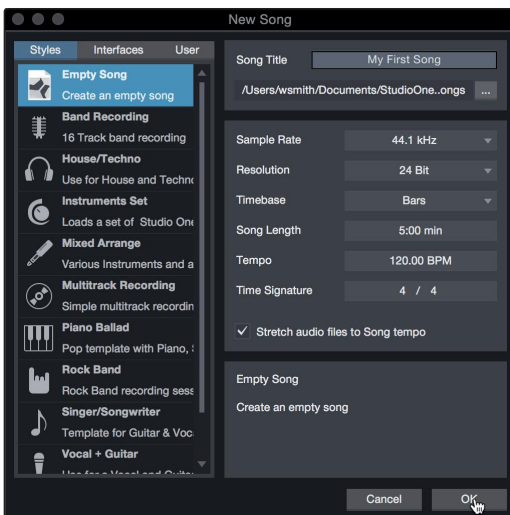 New Song
Styles Interfaces User
Empty Song
Create an empty song
Band Recording
16 Track band recording
House/Techno
Use for House and Techno
Instruments Set
Loads a set of Studio One
Mixed Arrange
Various Instruments and a
Multitrack Recording
Simple multitrack recordin
Piano Ballad
Pop template with Piano,
Rock Band
Rock Band recording sess
Singer/Songwriter
Template for Guitar & Voc
Vocal + Guitar
Song Title My First Song
/Users/wsmith/Documents/StudioOne..ongs ...
Sample Rate 44.1 kHz
Resolution 24 Bit
Timebase Bars
Song Length 5:00 min
Tempo 120.00 BPM
Time Signature 4 / 4
Stretch audio files to Song tempo
Empty Song
Create an empty song
Cancel OK